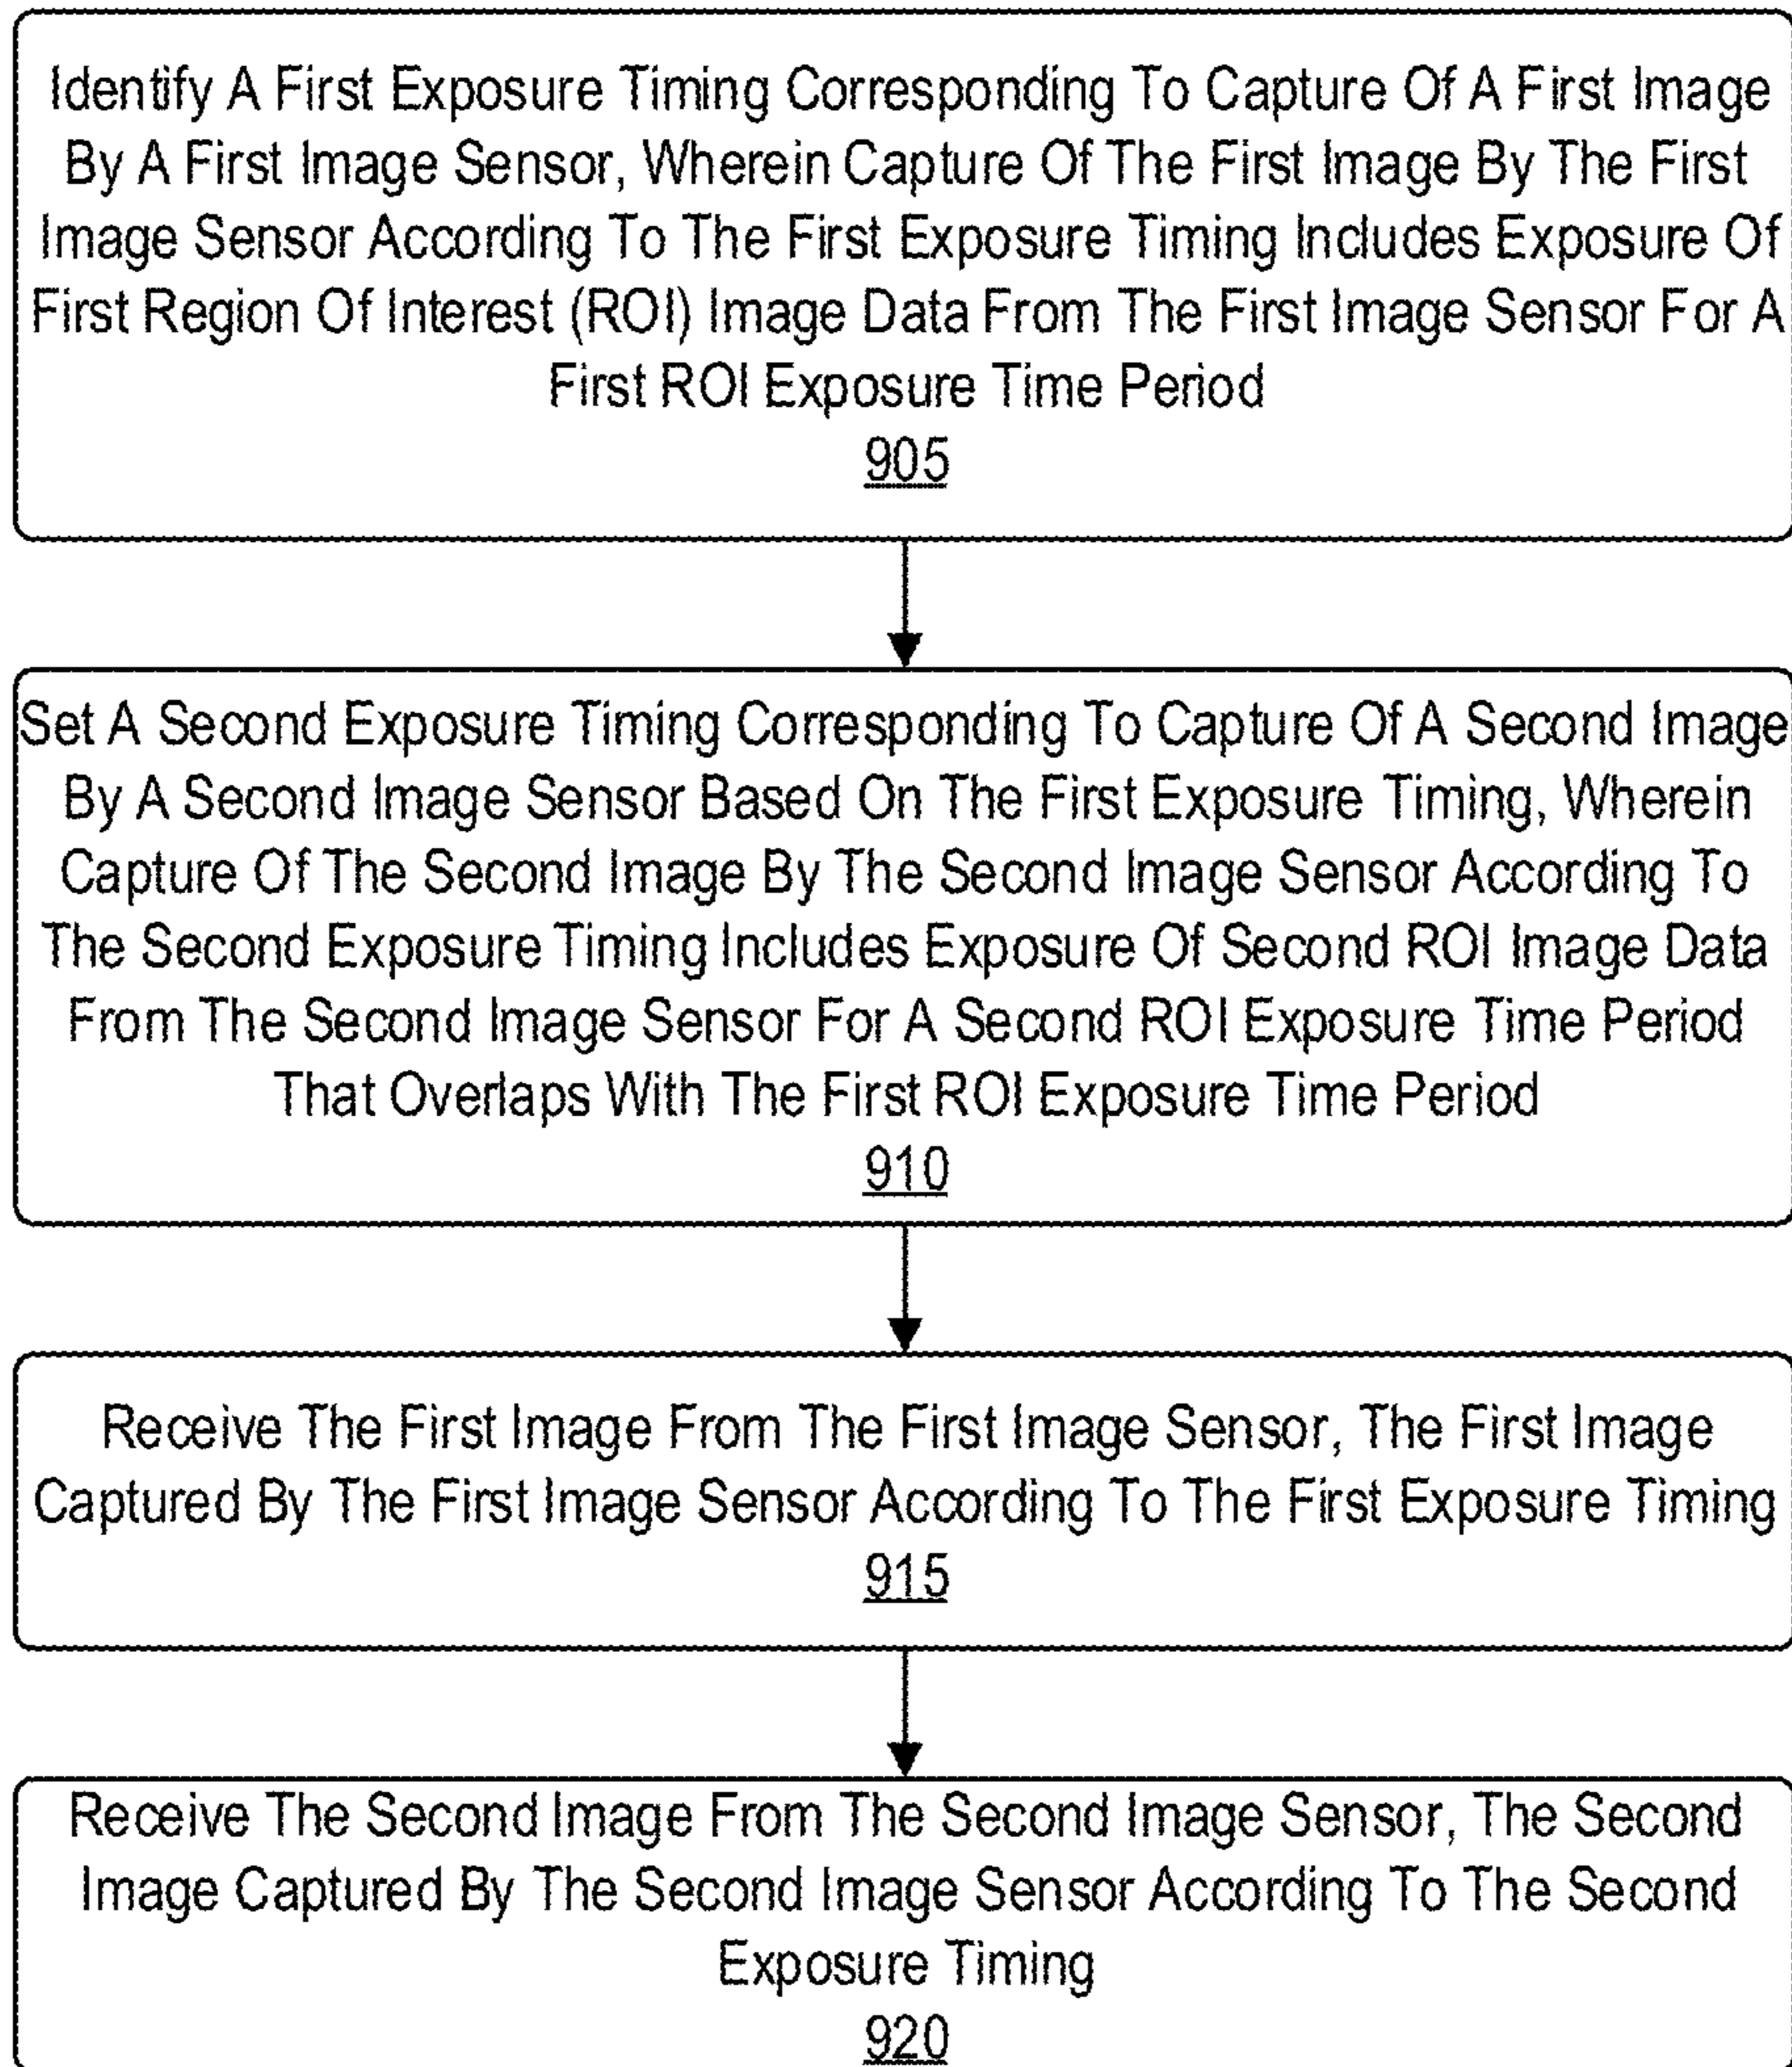 Identify A First Exposure Timing Corresponding To Capture Of A First Image
By A First Image Sensor, Wherein Capture Of The First Image By The First
Image Sensor According To The First Exposure Timing Includes Exposure Of
First Region Of Interest (ROI) Image Data From The First Image Sensor For A
First ROI Exposure Time Period
905
Set A Second Exposure Timing Corresponding To Capture Of A Second Image
By A Second Image Sensor Based On The First Exposure Timing, Wherein
Capture Of The Second Image By The Second Image Sensor According To
The Second Exposure Timing Includes Exposure Of Second ROI Image Data
From The Second Image Sensor For A Second ROI Exposure Time Period
That Overlaps With The First ROI Exposure Time Period
910
Receive The First Image From The First Image Sensor, The First Image
Captured By The First Image Sensor According To The First Exposure Timing
915
Receive The Second Image From The Second Image Sensor, The Second
Image Captured By The Second Image Sensor According To The Second
Exposure Timing
920